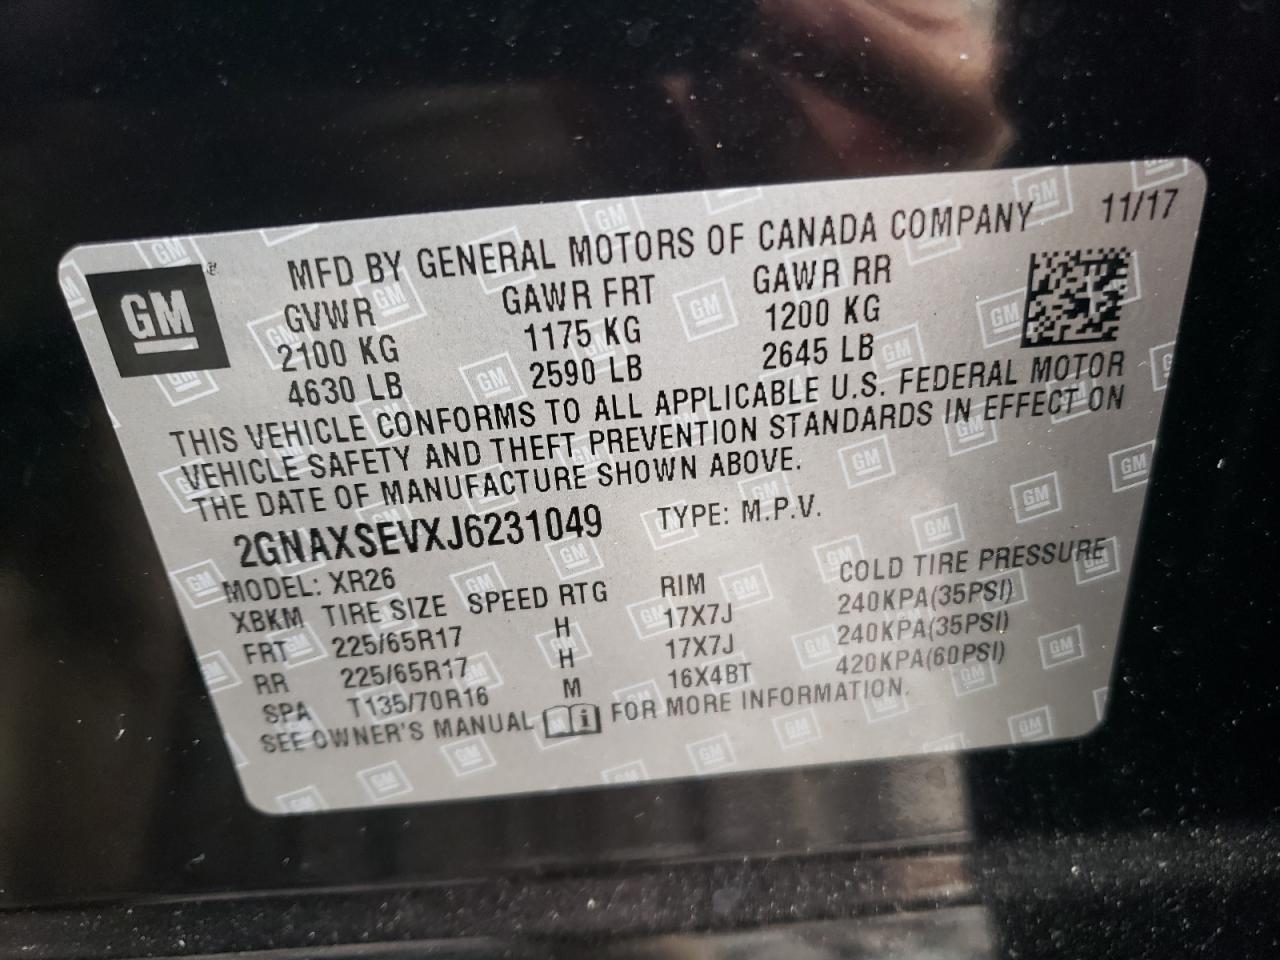 GM
MFD BY GENERAL MOTORS OF CANADA COMPANY 11/17
GVWR GAWR FRT GAWR RR
2100 KG 1175 KG 1200 KG
4630 LB 2590 LB 2645 LB
THIS VEHICLE CONFORMS TO ALL APPLICABLE U.S. FEDERAL MOTOR
VEHICLE SAFETY AND THEFT PREVENTION STANDARDS IN EFFECT ON
THE DATE OF MANUFACTURE SHOWN ABOVE.
2GNAXSEVXJ6231049 TYPE: M.P.V.
MODEL: XR26
XBKM TIRE SIZE SPEED RTG RIM COLD TIRE PRESSURE
FRT 225/65R17 H 17X7J 240KPA(35PSI)
RR 225/65R17 H 17X7J 240KPA(35PSI)
SPA T135/70R16 M 16X4BT 420KPA(60PSI)
SEE OWNER'S MANUAL FOR MORE INFORMATION.